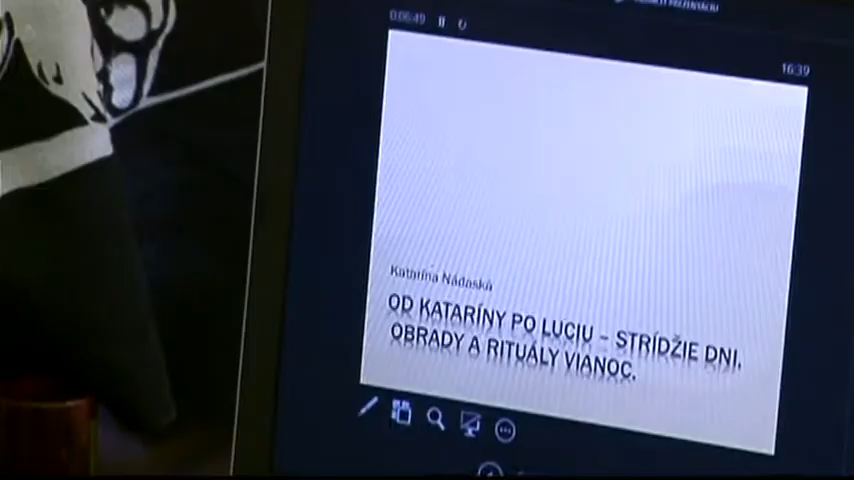 0:06:49
16:39
Katarína Nádaská
OD KATARÍNY PO LUCIU – STRÍDŽIE DNI.
OBRADY A RITUÁLY VIANOC.